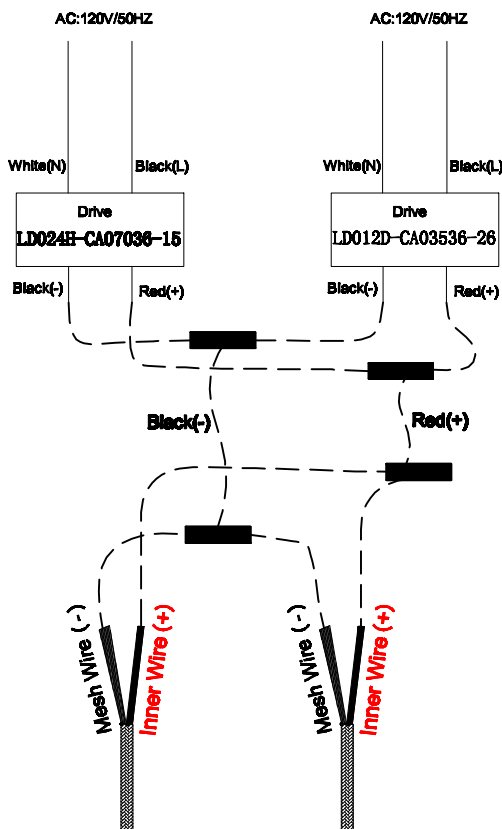 AC:120V/50HZ
AC:120V/50HZ
White(N)
Black(L)
White(N)
Black(L)
Drive
LD024H-CA07036-15
Drive
LD012D-CA03536-26
Black(-)
Red(+)
Black(-)
Red(+)
Black(-)
Red(+)
Mesh Wire (-)
Inner Wire (+)
Mesh Wire (-)
Inner Wire (+)